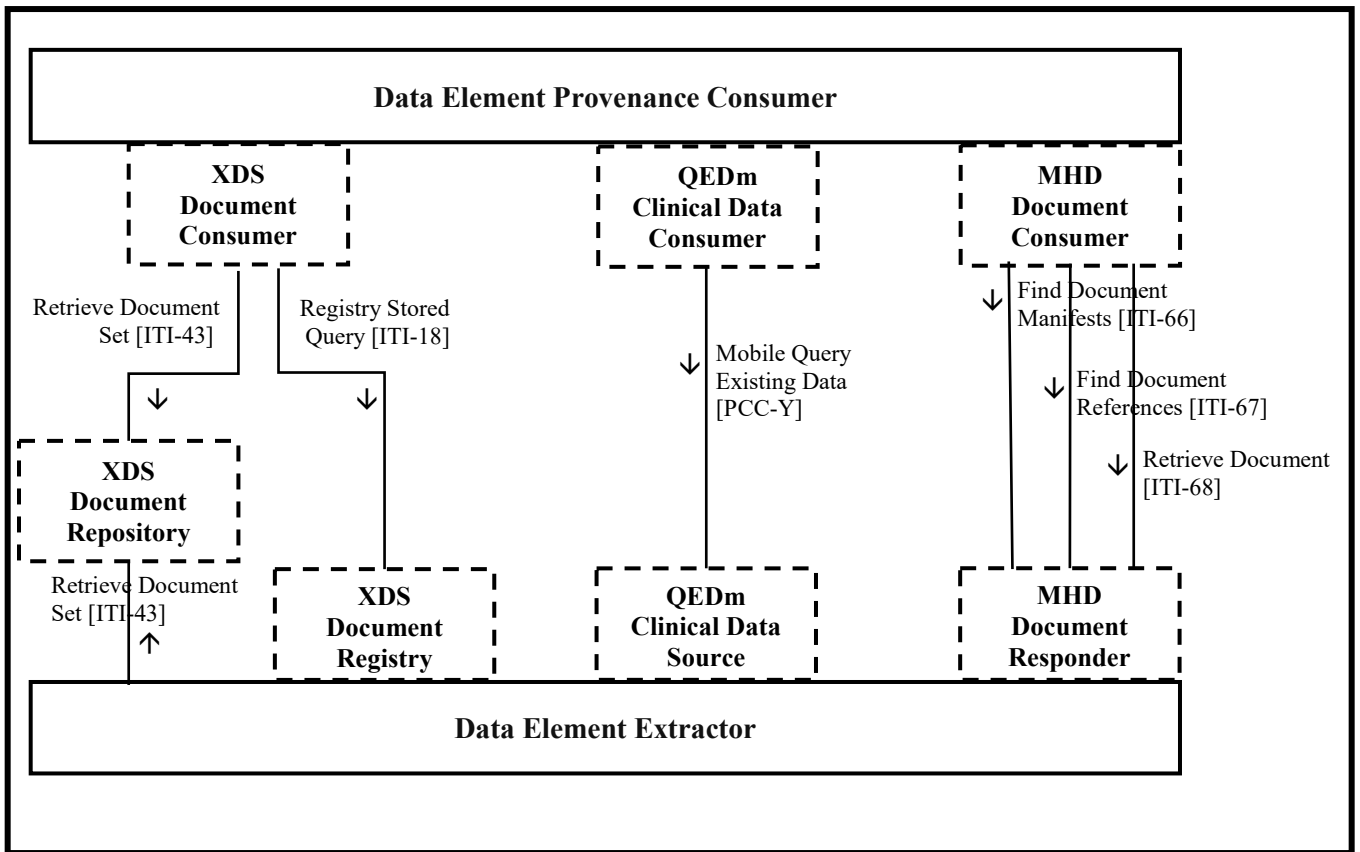 Data Element Provenance Consumer
XDS
Document
Consumer
QEDm
Clinical Data
Consumer
MHD
Document
Consumer
Retrieve Document
Set [ITI-43]
Registry Stored
Query [ITI-18]
Mobile Query
Existing Data
[PCC-Y]
Find Document
Manifests [ITI-66]
Find Document
References [ITI-67]
Retrieve Document
[ITI-68]
XDS
Document
Repository
Retrieve Document
Set [ITI-43]
XDS
Document
Registry
QEDm
Clinical Data
Source
MHD
Document
Responder
Data Element Extractor